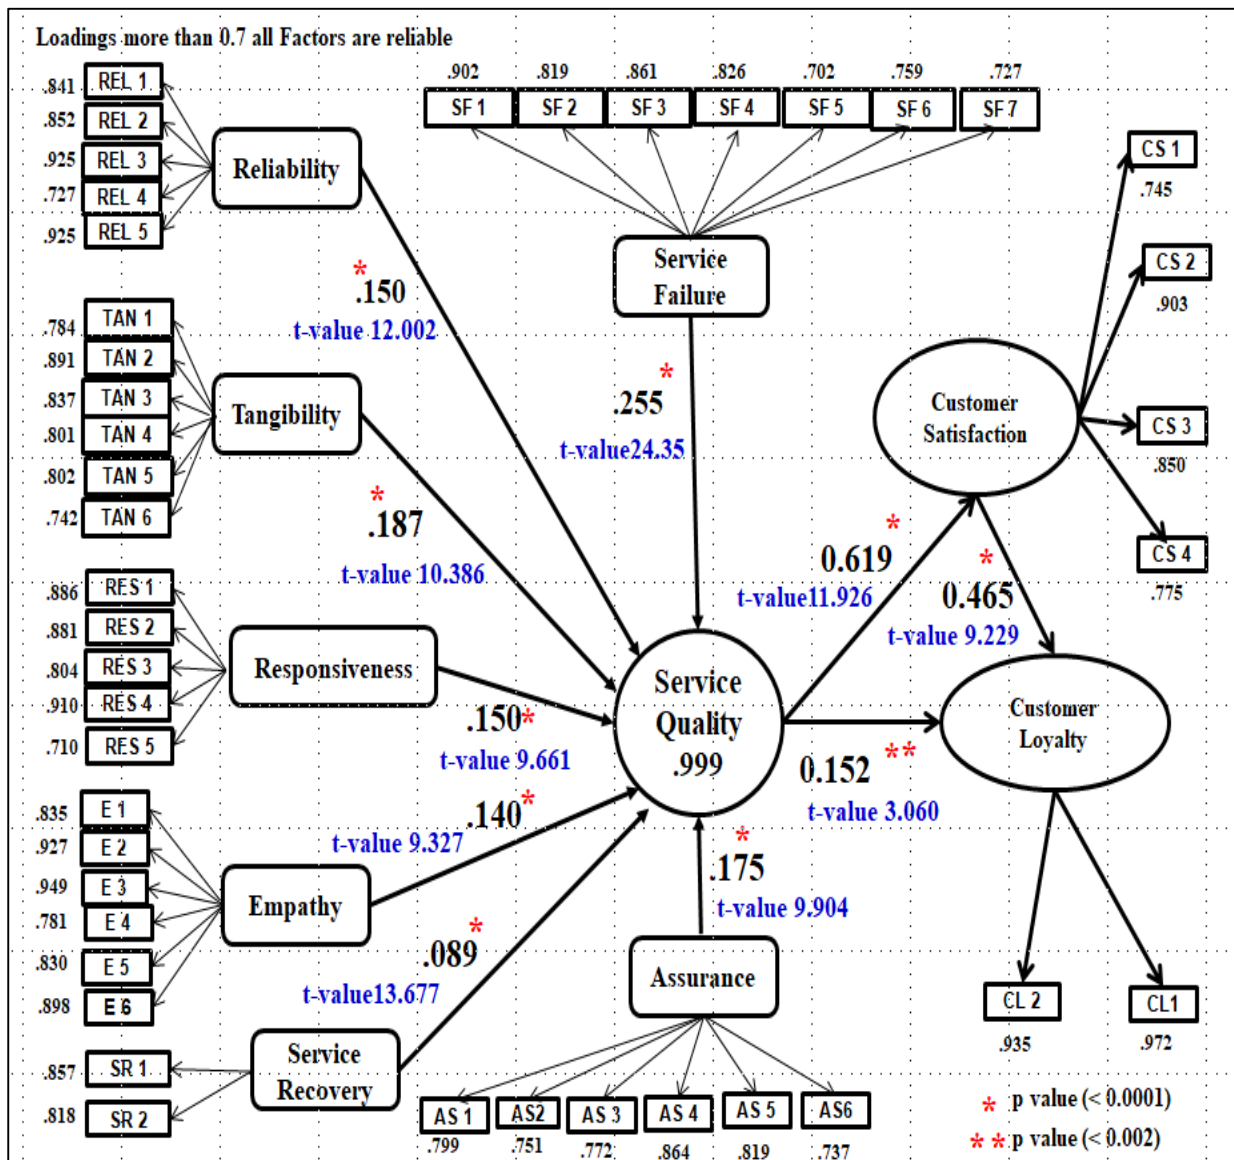 Loadings more than 0.7 all Factors are reliable
.841 REL 1
.852 REL 2
.925 REL 3
.727 REL 4
.925 REL 5
Reliability
.902 .819 .861 .826 .702 .759 .727
SF 1 SF 2 SF 3 SF 4 SF 5 SF 6 SF 7
Service
Failure
CS 1
.745
CS 2
.903
CS 3
.850
CS 4
.775
Customer
Satisfaction
*
.150
t-value 12.002
*
.255
t-value24.35
.784 TAN 1
.891 TAN 2
.837 TAN 3
.801 TAN 4
.802 TAN 5
.742 TAN 6
Tangibility
*
.187
t-value 10.386
*
0.619
t-value11.926
*
0.465
t-value 9.229
.886 RES 1
.881 RES 2
.804 RES 3
.910 RES 4
.710 RES 5
Responsiveness
.150*
t-value 9.661
Service
Quality
.999
Customer
Loyalty
**
0.152
t-value 3.060
.835 E 1
.927 E 2
.949 E 3
.781 E 4
.830 E 5
.898 E 6
Empathy
.140*
t-value 9.327
*
.175
t-value 9.904
*
.089
t-value13.677
Assurance
.857 SR 1
.818 SR 2
Service
Recovery
AS 1 AS2 AS 3 AS 4 AS 5 AS6
.799 .751 .772 .864 .819 .737
CL 2 CL1
.935 .972
* p value (< 0.0001)
** p value (< 0.002)